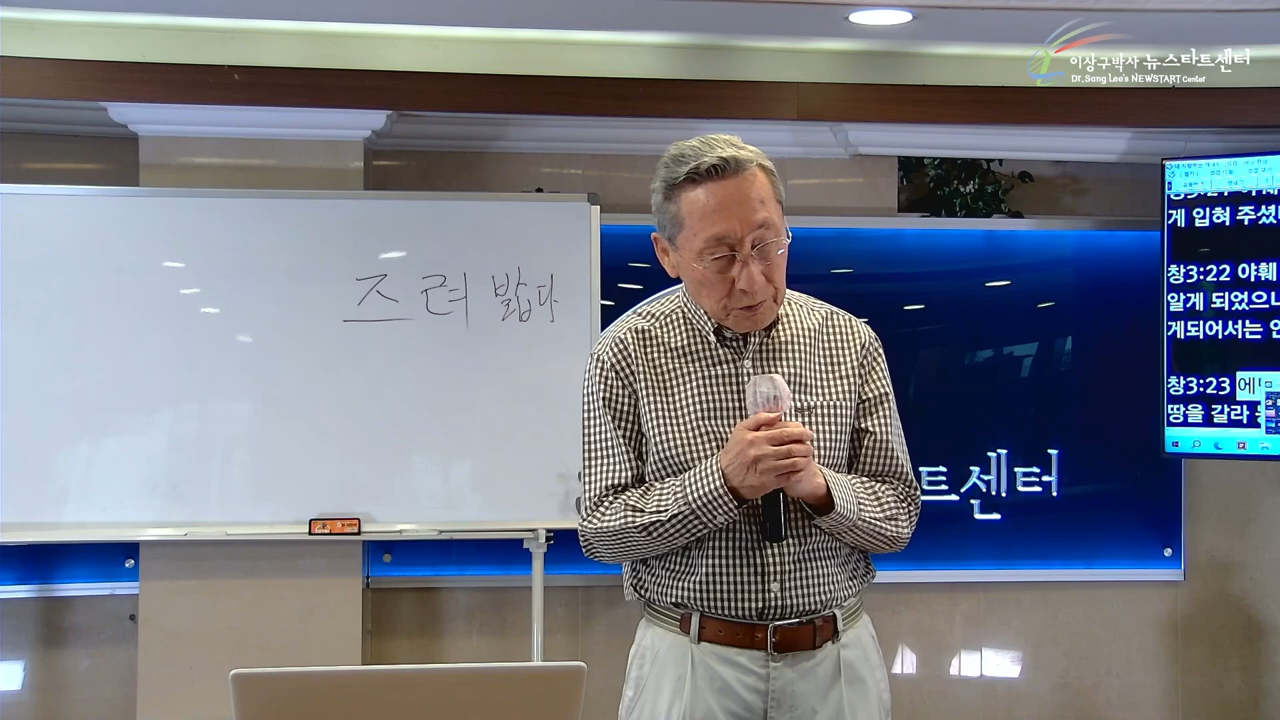 이상구박사 뉴스타트센터
Dr. Sang Lee's NEWSTART Center
즈려 밟다
게 입혀 주셨
창3:22 야훼
알게 되었으니
게되어서는 안
창3:23 에
땅을 갈라
트센터